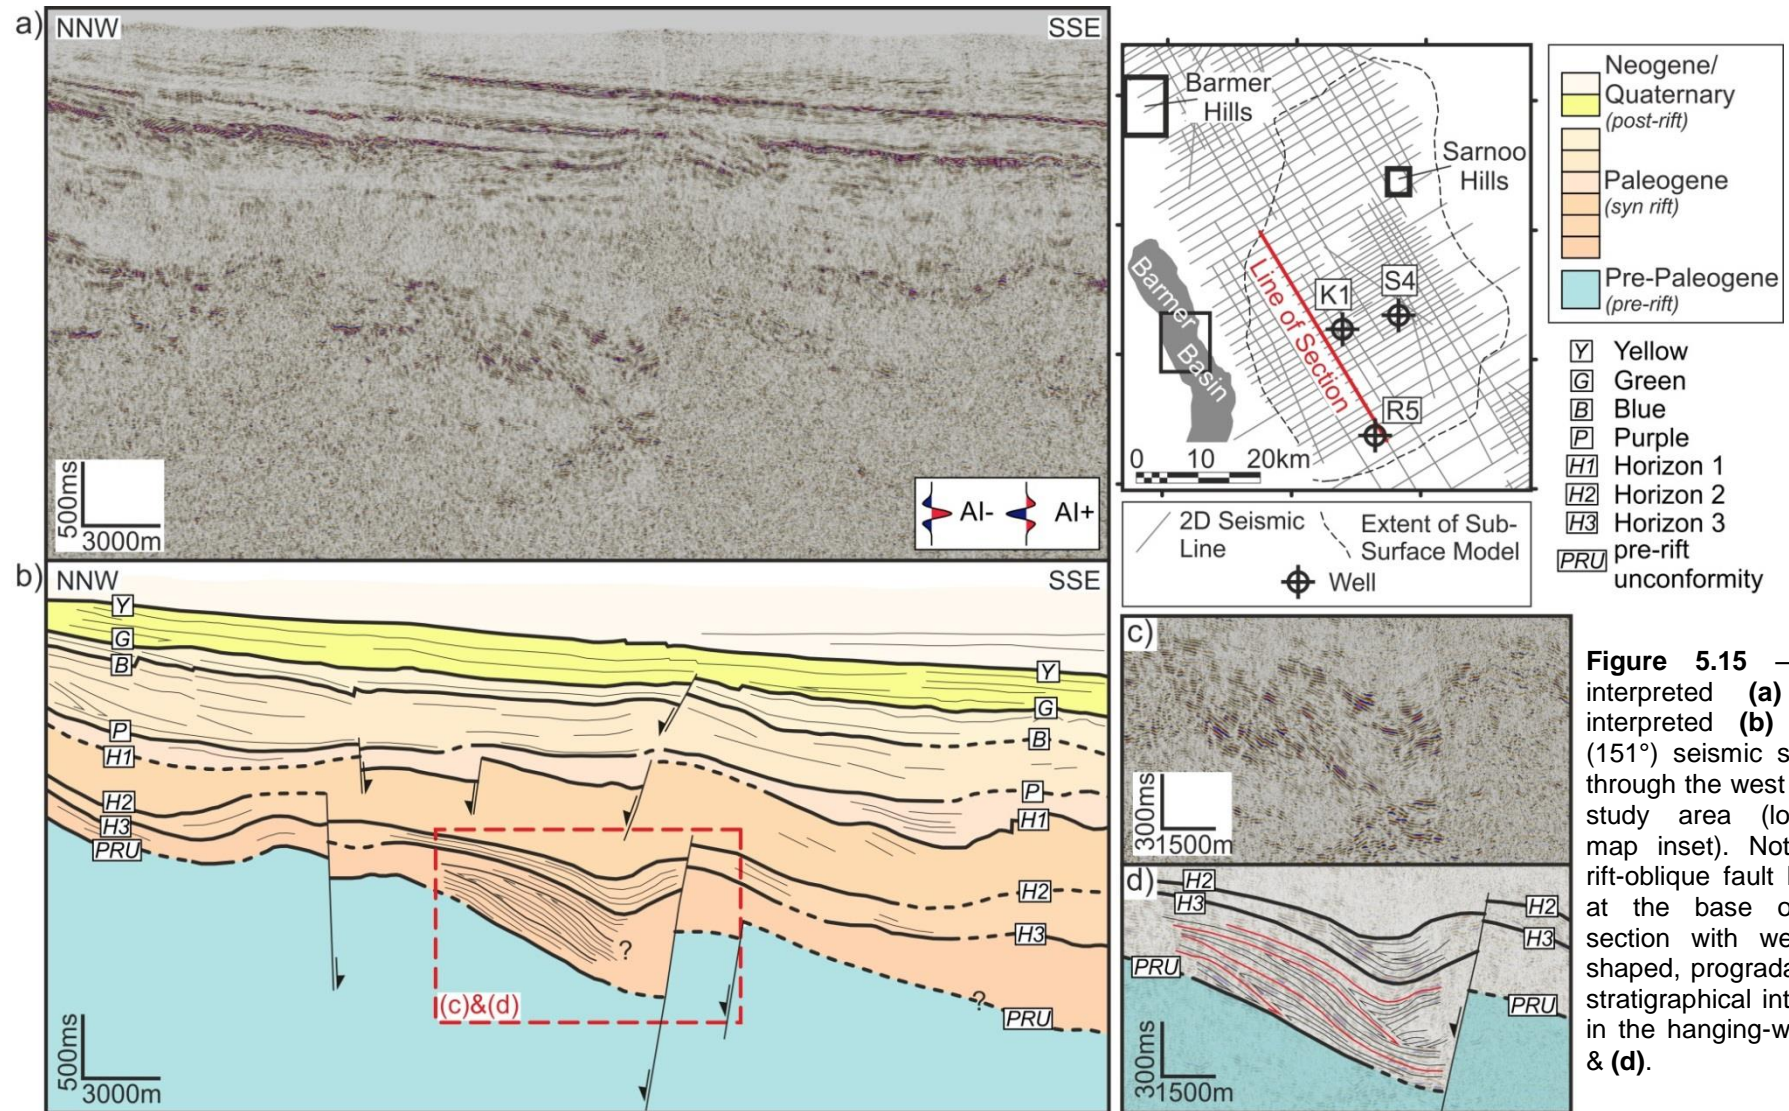 a)
NNW
SSE
500ms
3000m
AI-
AI+
Barmer
Hills
Sarnoo
Hills
Barmer
Basin
Line of Section
K1
S4
R5
0 10 20km
2D Seismic
Line
Extent of Sub-
Surface Model
Well
Neogene/
Quaternary
(post-rift)
Paleogene
(syn rift)
Pre-Paleogene
(pre-rift)
Y Yellow
G Green
B Blue
P Purple
H1 Horizon 1
H2 Horizon 2
H3 Horizon 3
PRU pre-rift
unconformity
b)
NNW
SSE
Y
G
B
P
H1
H2
H3
PRU
Y
G
B
P
H1
H2
H3
PRU
?
?
(c)&(d)
500ms
3000m
c)
300ms
31500m
d)
H2
H3
PRU
H2
H3
PRU
300ms
31500m
Figure 5.15 –
interpreted (a)
interpreted (b)
(151°) seismic s
through the west
study area (lo
map inset). Not
rift-oblique fault
at the base o
section with we
shaped, prograda
stratigraphical int
in the hanging-w
& (d).